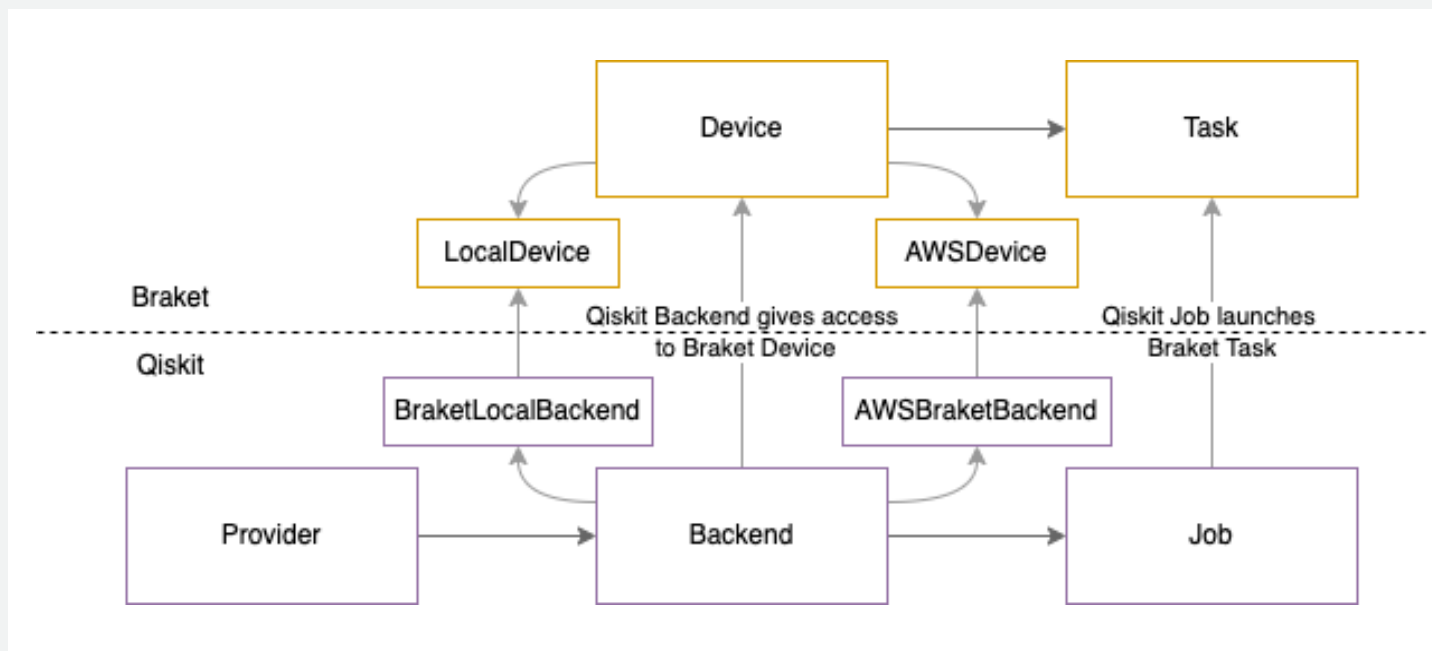 Device
Task
LocalDevice
AWSDevice
Braket
Qiskit Backend gives access
to Braket Device
Qiskit Job launches
Braket Task
Qiskit
BraketLocalBackend
AWSBraketBackend
Provider
Backend
Job